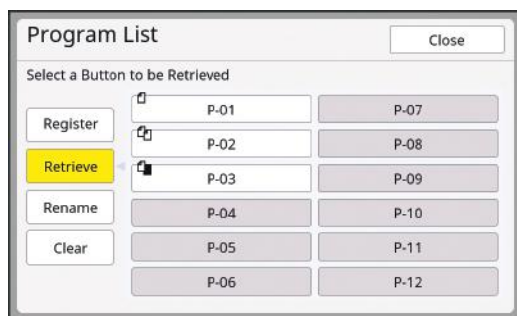 Program List
Close
Select a Button to be Retrieved
Register
Retrieve
Rename
Clear
P-01
P-02
P-03
P-04
P-05
P-06
P-07
P-08
P-09
P-10
P-11
P-12